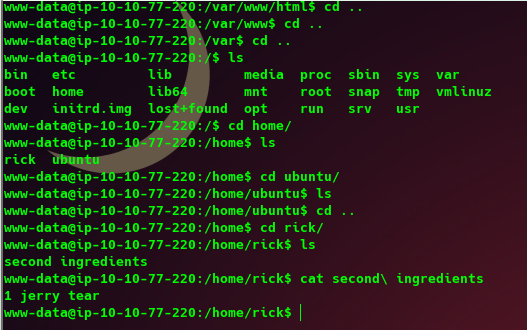 www-data@ip-10-10-77-220:/var/www/html$ cd ..
www-data@ip-10-10-77-220:/var/www$ cd ..
www-data@ip-10-10-77-220:/var$ cd ..
www-data@ip-10-10-77-220:/$ ls
bin   etc         lib         media  proc  sbin  sys  var
boot  home        lib64       mnt    root  snap  tmp  vmlinuz
dev   initrd.img  lost+found  opt    run   srv   usr
www-data@ip-10-10-77-220:/$ cd home/
www-data@ip-10-10-77-220:/home$ ls
rick  ubuntu
www-data@ip-10-10-77-220:/home$ cd ubuntu/
www-data@ip-10-10-77-220:/home/ubuntu$ ls
www-data@ip-10-10-77-220:/home/ubuntu$ cd ..
www-data@ip-10-10-77-220:/home$ cd rick/
www-data@ip-10-10-77-220:/home/rick$ ls
second ingredients
www-data@ip-10-10-77-220:/home/rick$ cat second\ ingredients
1 jerry tear
www-data@ip-10-10-77-220:/home/rick$